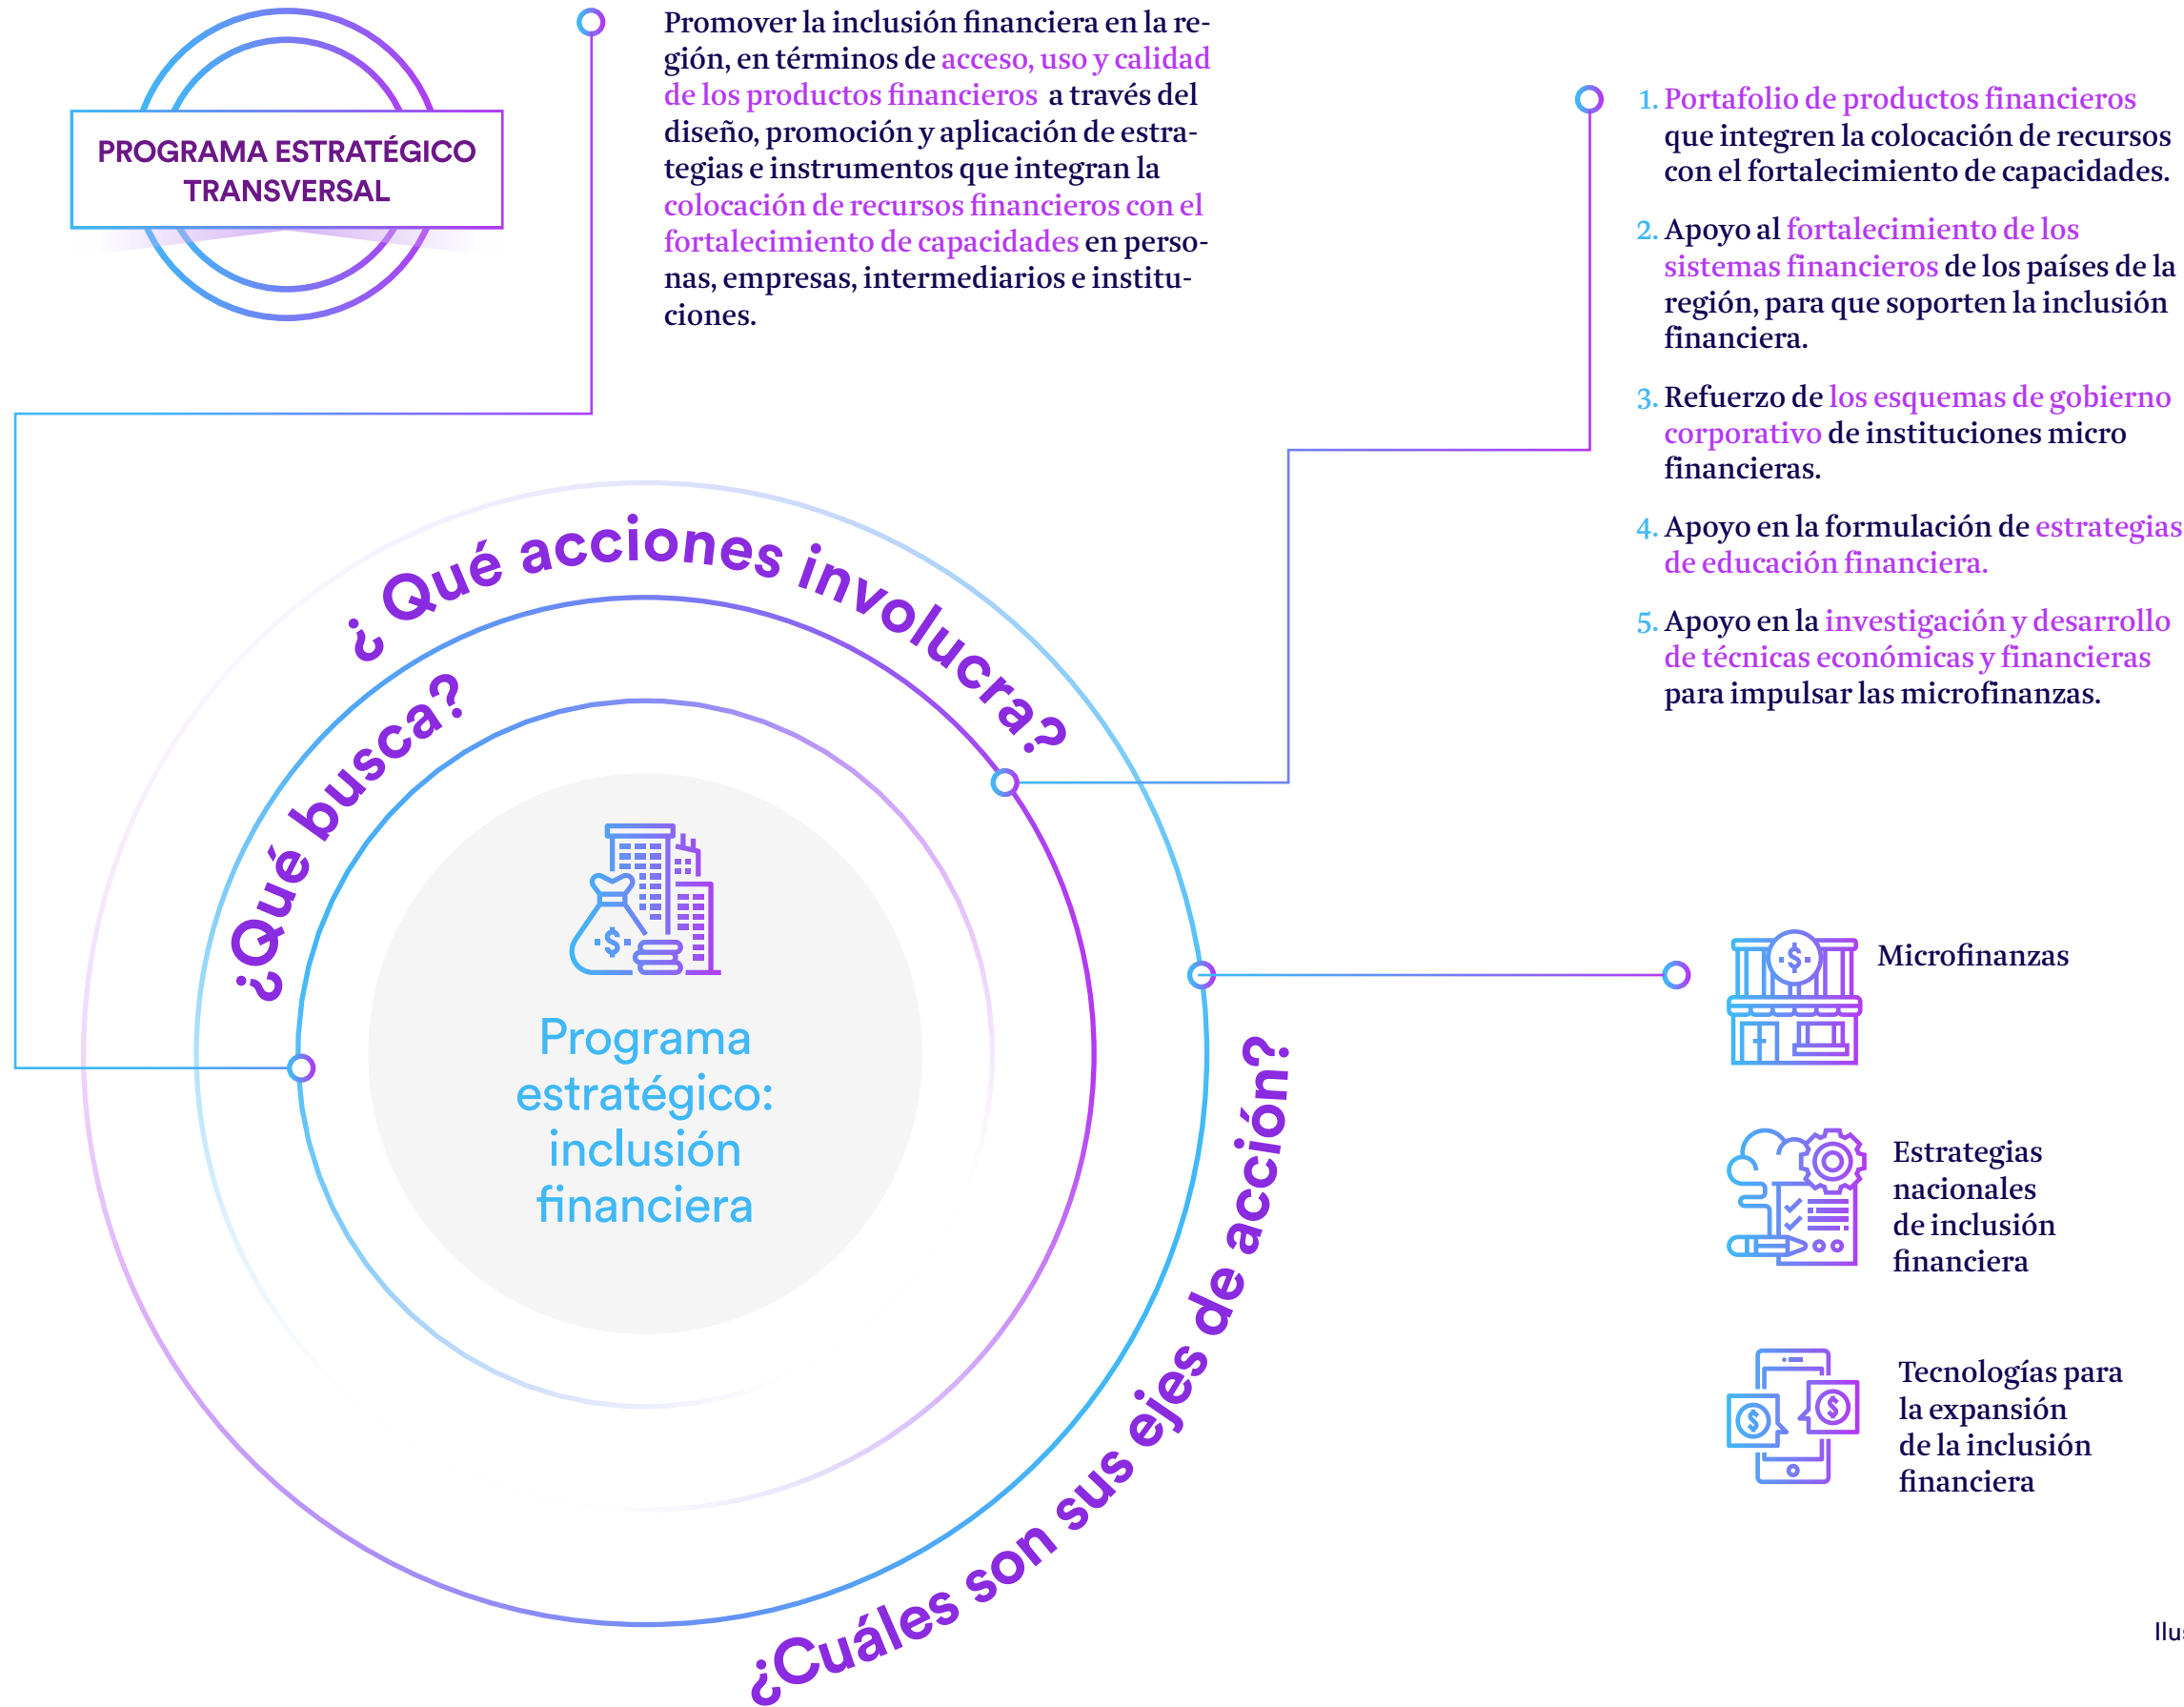 PROGRAMA ESTRATÉGICO
TRANSVERSAL
Promover la inclusión financiera en la re-
gión, en términos de acceso, uso y calidad
de los productos financieros a través del
diseño, promoción y aplicación de estra-
tegias e instrumentos que integran la
colocación de recursos financieros con el
fortalecimiento de capacidades en perso-
nas, empresas, intermediarios e institu-
ciones.
1. Portafolio de productos financieros
que integren la colocación de recursos
con el fortalecimiento de capacidades.
2. Apoyo al fortalecimiento de los
sistemas financieros de los países de la
región, para que soporten la inclusión
financiera.
3. Refuerzo de los esquemas de gobierno
corporativo de instituciones micro
financieras.
4. Apoyo en la formulación de estrategias
de educación financiera.
5. Apoyo en la investigación y desarrollo
de técnicas económicas y financieras
para impulsar las microfinanzas.
¿ Qué acciones involucra?
¿Qué busca?
Programa
estratégico:
inclusión
financiera
¿Cuáles son sus ejes de acción?
Microfinanzas
Estrategias
nacionales
de inclusión
financiera
Tecnologías para
la expansión
de la inclusión
financiera